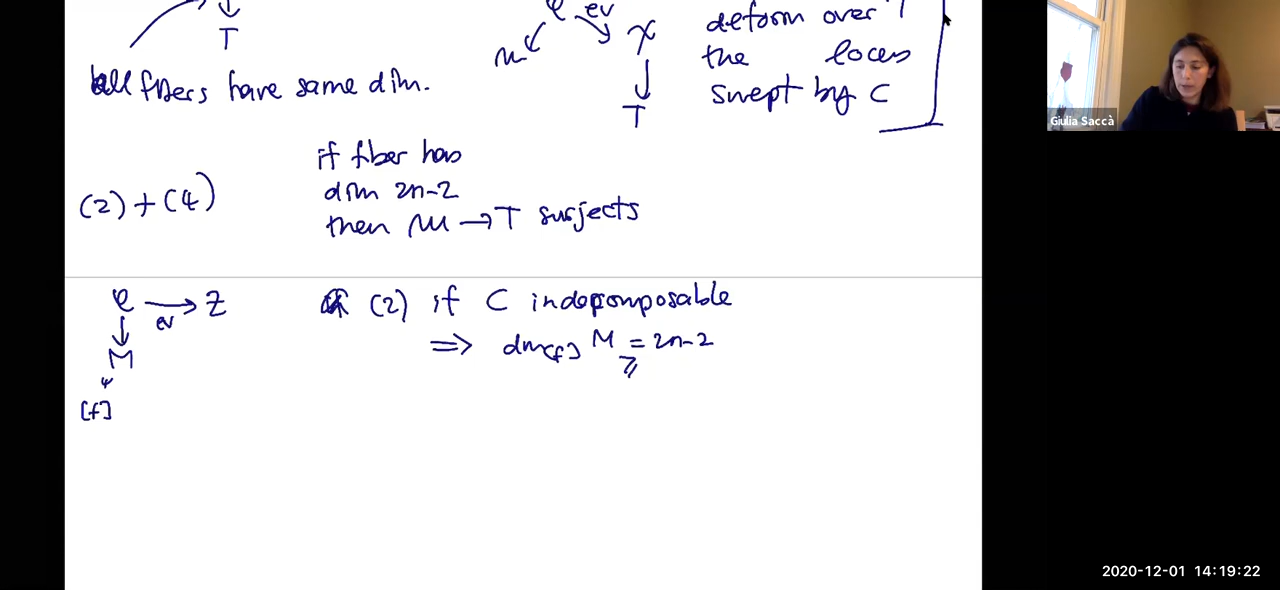 T
all fibers have same dim.
C ev
M X
T
deform over T
the locus
swept by C
(2) + (4)
if fiber has
dim 2n-2
then M → T surjects
C → Z
ev
M
[f]
(2) if C indecomposable
⇒ dim[f] M = 2n-2
≥
Giulia Saccà
2020-12-01 14:19:22